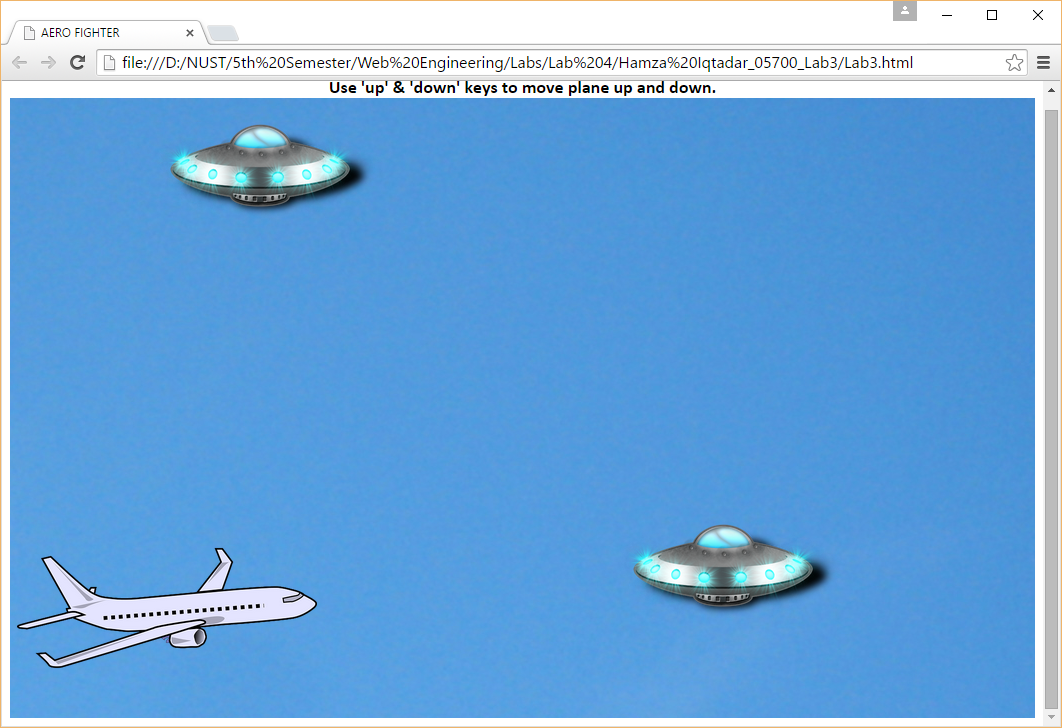 AERO FIGHTER
file:///D:/NUST/5th%20Semester/Web%20Engineering/Labs/Lab%204/Hamza%20Iqtadar_05700_Lab3/Lab3.html
Use 'up' & 'down' keys to move plane up and down.